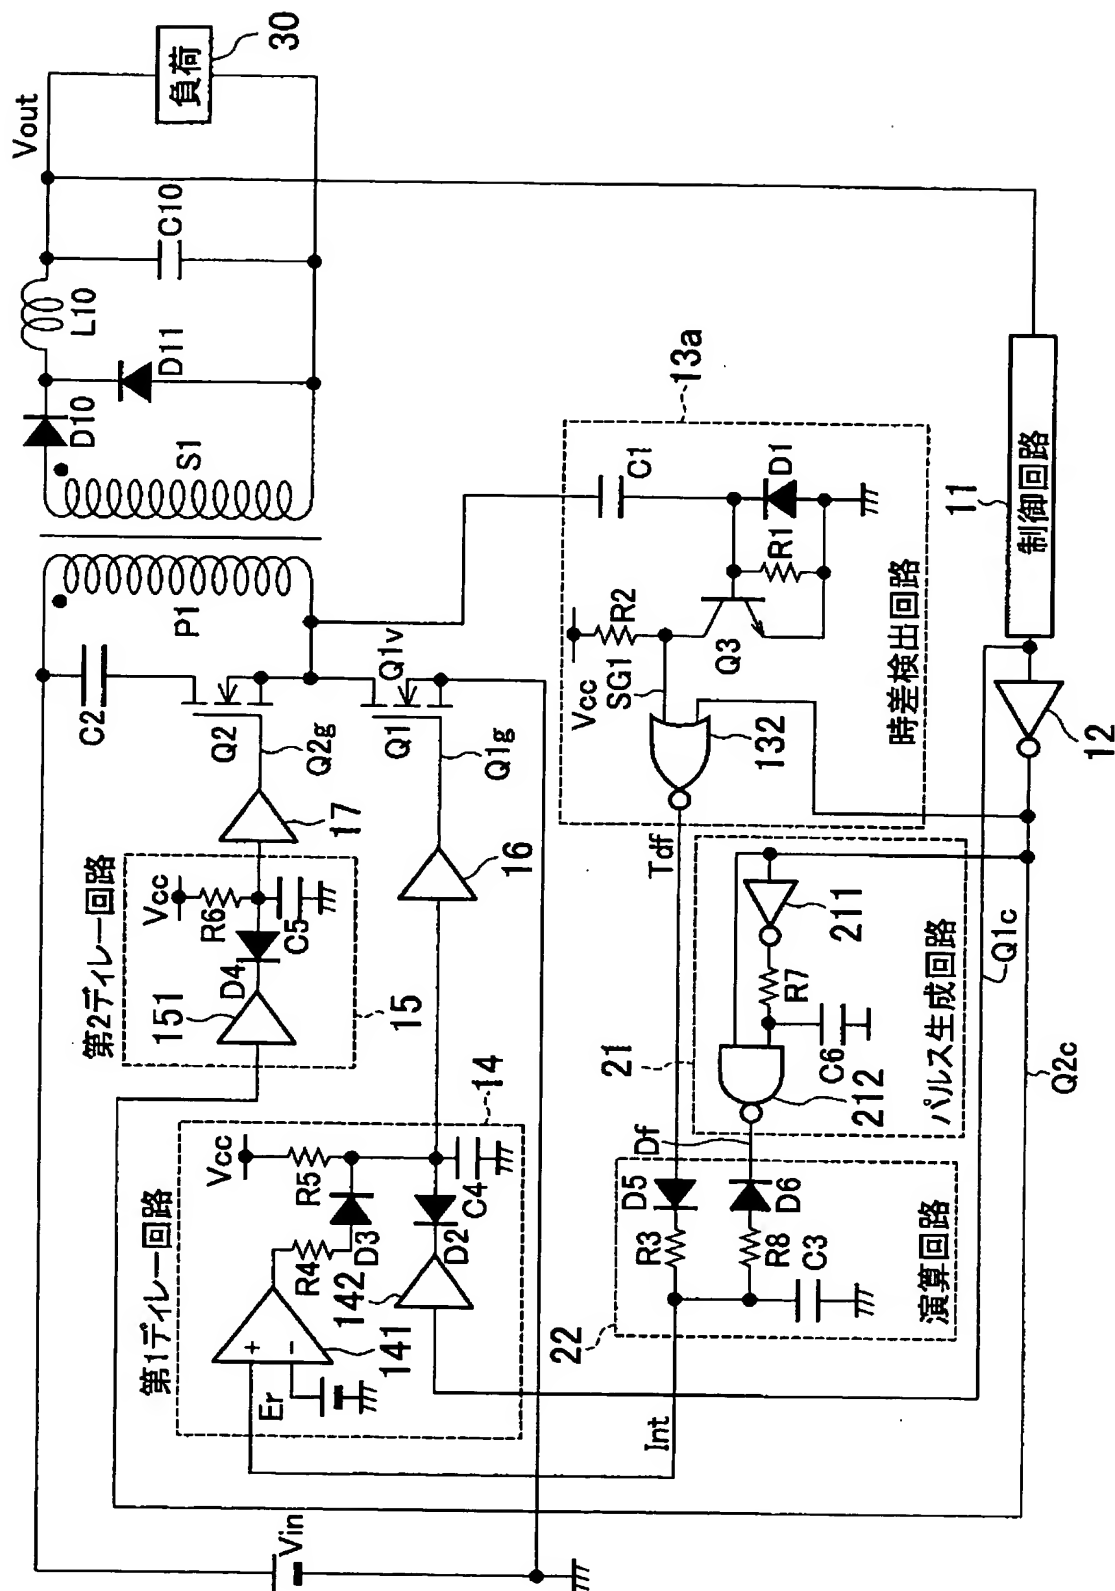 Vin
C2
P1
S1
D10
L10
Vout
D11
C10
負荷
30
Q2
Q2g
Q1v
Q1
Q1g
17
16
第2ディレー回路
Vcc
R6
D4
C5
151
15
第1ディレー回路
14
Vcc
R5
R4
D3
D2
C4
142
141
+
-
Er
13a
C1
D1
R1
R2
Vcc
SG1
Q3
132
時差検出回路
Tdf
21
211
R7
C6
212
パルス生成回路
Df
22
D5
R3
D6
R8
C3
演算回路
Int
11
制御回路
12
Q1c
Q2c